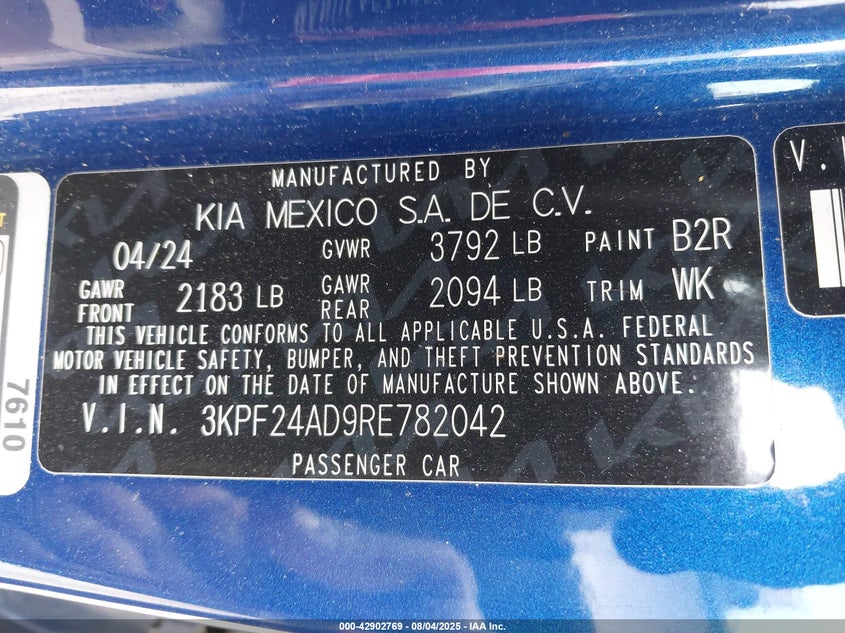 MANUFACTURED BY
KIA MEXICO S.A. DE C.V.
04/24 GVWR 3792 LB PAINT B2R
GAWR FRONT 2183 LB GAWR REAR 2094 LB TRIM WK
THIS VEHICLE CONFORMS TO ALL APPLICABLE U.S.A. FEDERAL
MOTOR VEHICLE SAFETY, BUMPER, AND THEFT PREVENTION STANDARDS
IN EFFECT ON THE DATE OF MANUFACTURE SHOWN ABOVE.
V.I.N. 3KPF24AD9RE782042
PASSENGER CAR
7610
000-42902769 - 08/04/2025 - IAA Inc.